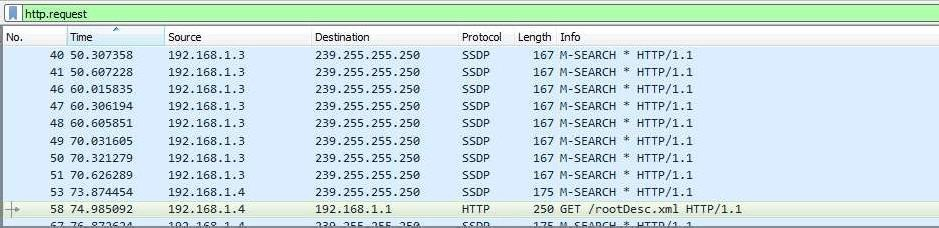 http.request
No. Time Source Destination Protocol Length Info
40 50.307358 192.168.1.3 239.255.255.250 SSDP 167 M-SEARCH * HTTP/1.1
41 50.607228 192.168.1.3 239.255.255.250 SSDP 167 M-SEARCH * HTTP/1.1
46 60.015835 192.168.1.3 239.255.255.250 SSDP 167 M-SEARCH * HTTP/1.1
47 60.306194 192.168.1.3 239.255.255.250 SSDP 167 M-SEARCH * HTTP/1.1
48 60.605851 192.168.1.3 239.255.255.250 SSDP 167 M-SEARCH * HTTP/1.1
49 70.031605 192.168.1.3 239.255.255.250 SSDP 167 M-SEARCH * HTTP/1.1
50 70.321279 192.168.1.3 239.255.255.250 SSDP 167 M-SEARCH * HTTP/1.1
51 70.626289 192.168.1.3 239.255.255.250 SSDP 167 M-SEARCH * HTTP/1.1
53 73.874454 192.168.1.4 239.255.255.250 SSDP 175 M-SEARCH * HTTP/1.1
58 74.985092 192.168.1.4 192.168.1.1 HTTP 250 GET /rootDesc.xml HTTP/1.1
192.168.1.4 239.255.255.250 SSDP 175 M-SEARCH * HTTP/1.1